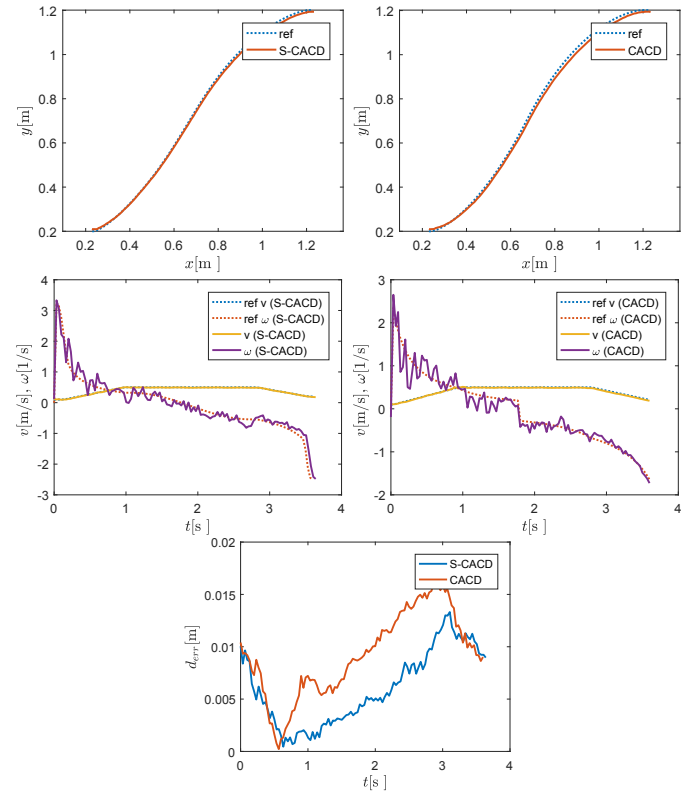 1.2
1
0.8
0.6
0.4
0.2
y[m]
0.2 0.4 0.6 0.8 1 1.2
x[m ]
ref
S-CACD
1.2
1
0.8
0.6
0.4
0.2
y[m]
0.2 0.4 0.6 0.8 1 1.2
x[m ]
ref
CACD
4
3
2
1
0
-1
-2
-3
v[m/s], ω[1/s]
0 1 2 3 4
t[s ]
ref v (S-CACD)
ref ω (S-CACD)
v (S-CACD)
ω (S-CACD)
3
2
1
0
-1
-2
v[m/s], ω[1/s]
0 1 2 3 4
t[s ]
ref v (CACD)
ref ω (CACD)
v (CACD)
ω (CACD)
0.02
0.015
0.01
0.005
0
d_err[m]
0 1 2 3 4
t[s ]
S-CACD
CACD